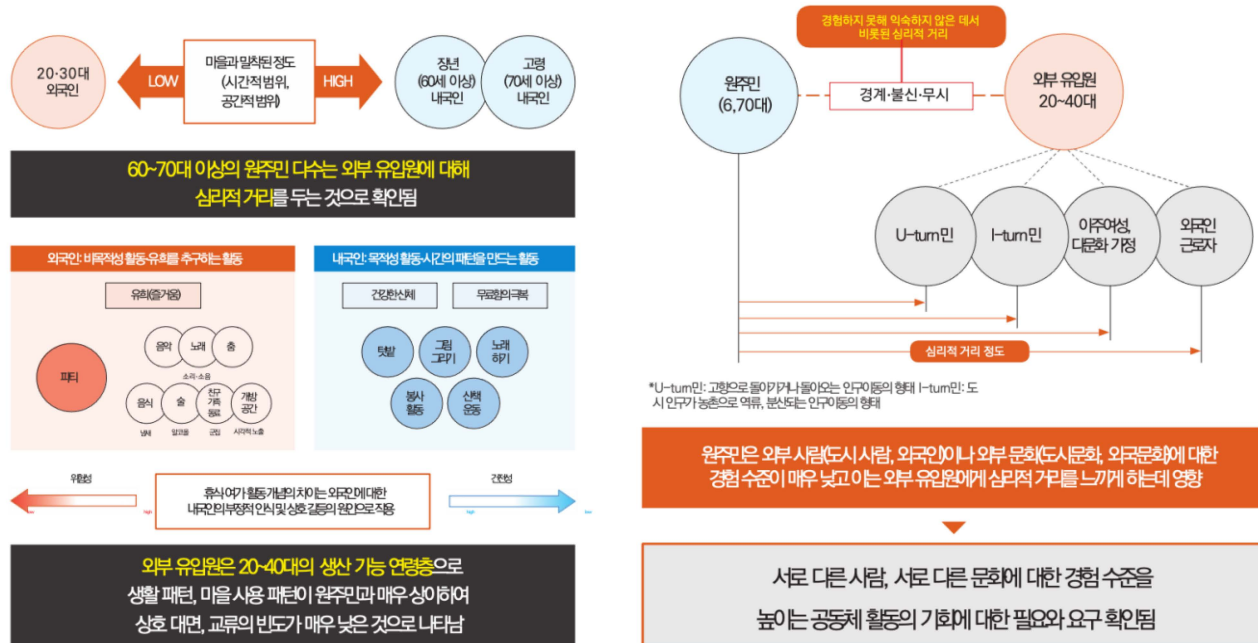 20·30대
외국인
LOW
마을과 밀착된 정도
(시간적 범위,
공간적 범위)
HIGH
장년
(60세 이상)
내국인
고령
(70세 이상)
내국인
60~70대 이상의 원주민 다수는 외부 유입원에 대해
심리적 거리를 두는 것으로 확인됨
외국인: 비목적성 활동-유희를 추구하는 활동
유희(즐거움)
파티
음악
노래
춤
소리·소음
음식
술
친구
가족
동료
개방
공간
냄새
알코올
군집
시각적 노출
내국인: 목적성 활동-시간의 패턴을 만드는 활동
건강한 신체
무료함의 극복
텃밭
그림
그리기
노래
하기
봉사
활동
산책
운동
위험성
high
휴식 여가 활동 개념의 차이는 외국인에 대한
내국인의 부정적 인식 및 상호 갈등의 원인으로 작용
건전성
high
외부 유입원은 20~40대의 생산 가능 연령층으로
생활 패턴, 마을 사용 패턴이 원주민과 매우 상이하여
상호 대면, 교류의 빈도가 매우 낮은 것으로 나타남
경험하지 못해 익숙하지 않은 데서
비롯된 심리적 거리
원주민
(6,70대)
경계·불신·무시
외부 유입원
20~40대
U-turn민
I-turn민
이주여성,
다문화 가정
외국인
근로자
심리적 거리 정도
*U-turn민: 고향으로 돌아가거나 돌아오는 인구이동의 형태 I-turn민: 도
시 인구가 농촌으로 역류, 분산되는 인구이동의 형태
원주민은 외부 사람(도시 사람, 외국인)이나 외부 문화(도시문화, 외국문화)에 대한
경험 수준이 매우 낮고 이는 외부 유입원에게 심리적 거리를 느끼게 하는데 영향
서로 다른 사람, 서로 다른 문화에 대한 경험 수준을
높이는 공동체 활동의 기회에 대한 필요와 요구 확인됨